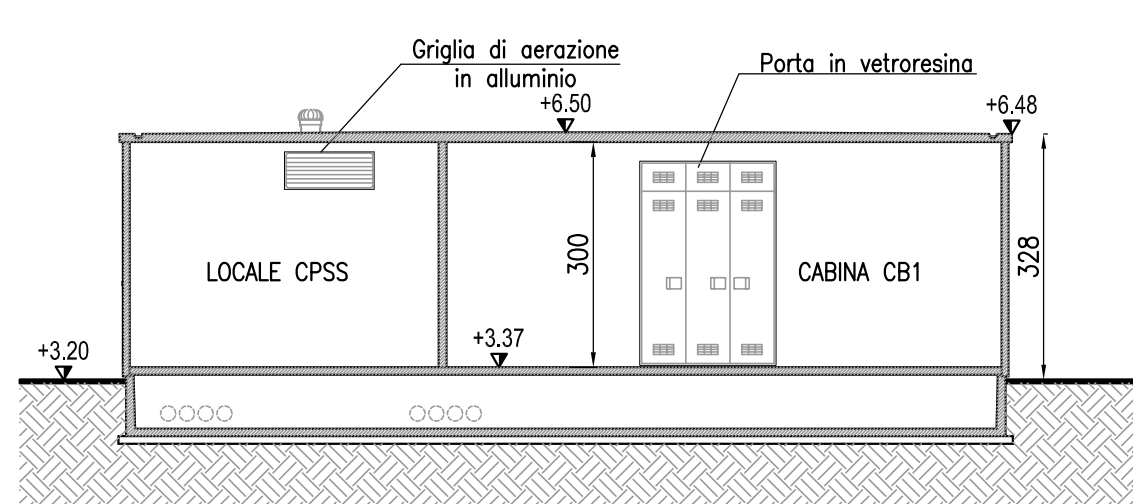 Griglia di aerazione
in alluminio
Porta in vetroresina
+6.50
+6.48
300
328
LOCALE CPSS
CABINA CB1
+3.37
+3.20